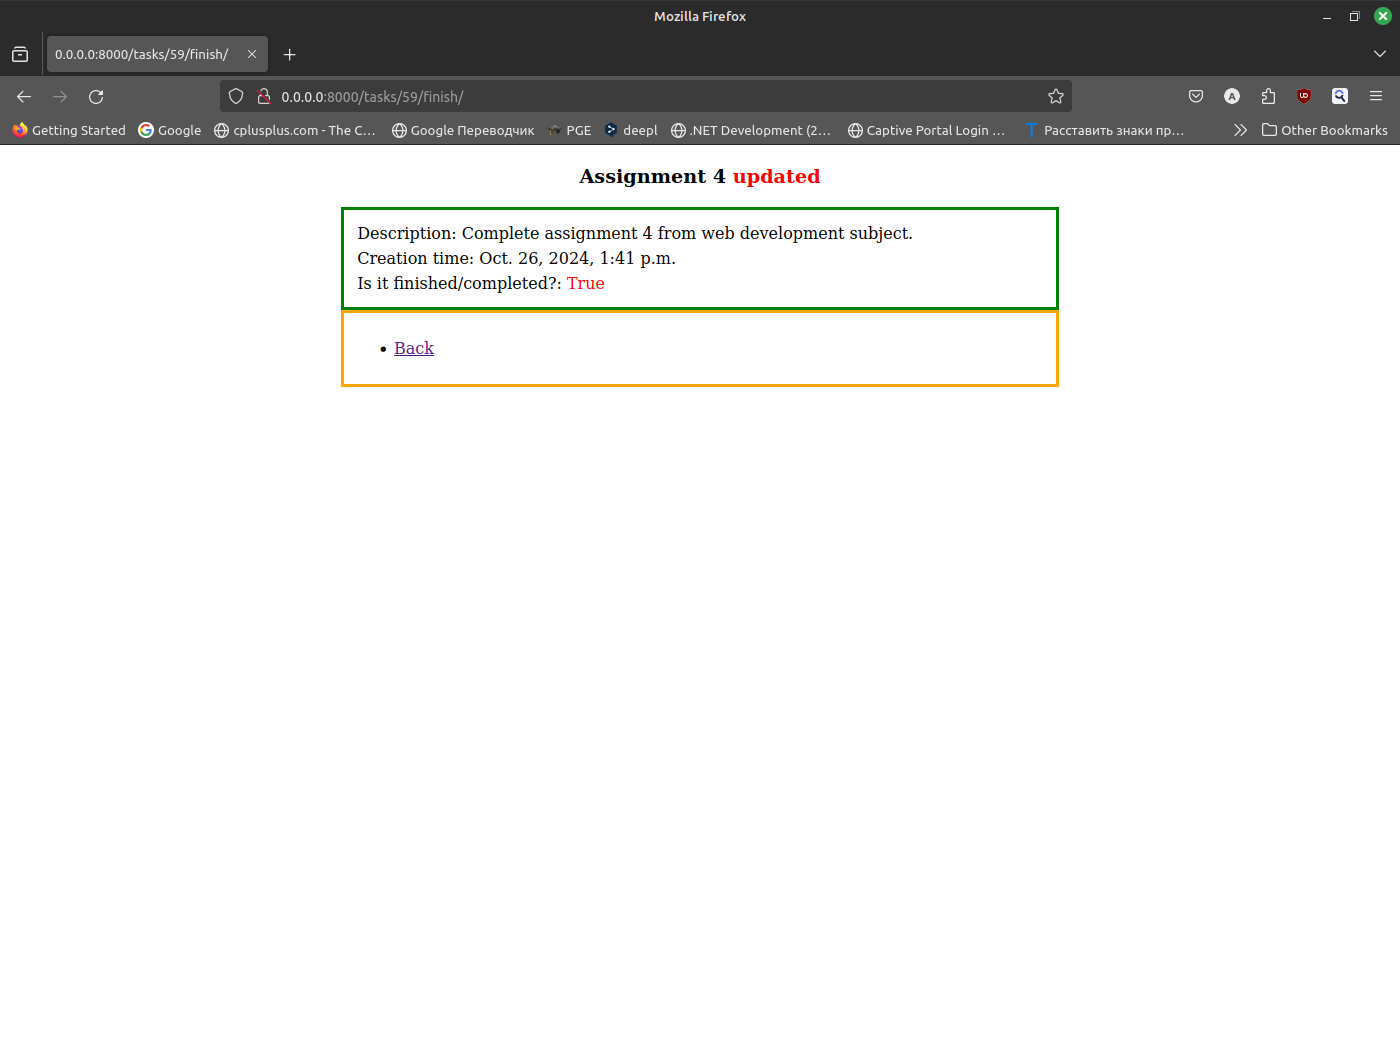 Mozilla Firefox
0.0.0.0:8000/tasks/59/finish/
0.0.0.0:8000/tasks/59/finish/
Getting Started Google cplusplus.com - The C… Google Переводчик PGE deepl .NET Development (2… Captive Portal Login … Расставить знаки пр… Other Bookmarks
Assignment 4 updated
Description: Complete assignment 4 from web development subject.
Creation time: Oct. 26, 2024, 1:41 p.m.
Is it finished/completed?: True
Back